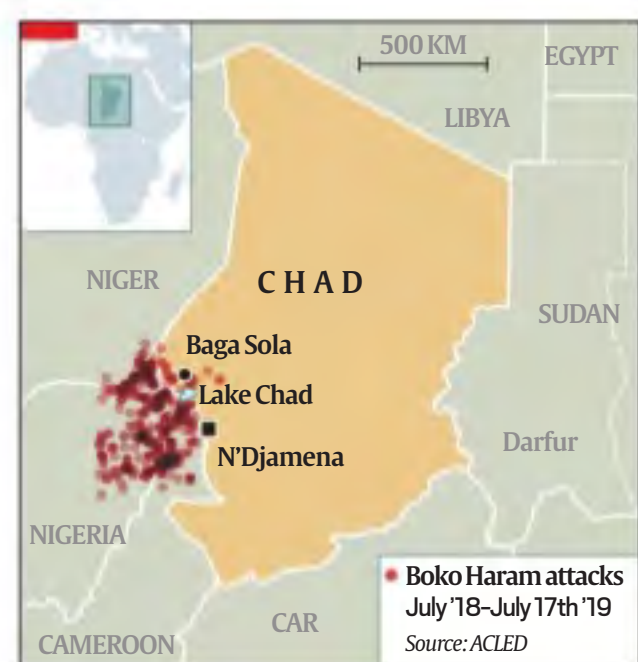 500 KM
EGYPT
LIBYA
NIGER
CHAD
SUDAN
Baga Sola
Lake Chad
Darfur
N'Djamena
NIGERIA
Boko Haram attacks
July '18–July 17th '19
Source: ACLED
CAR
CAMEROON